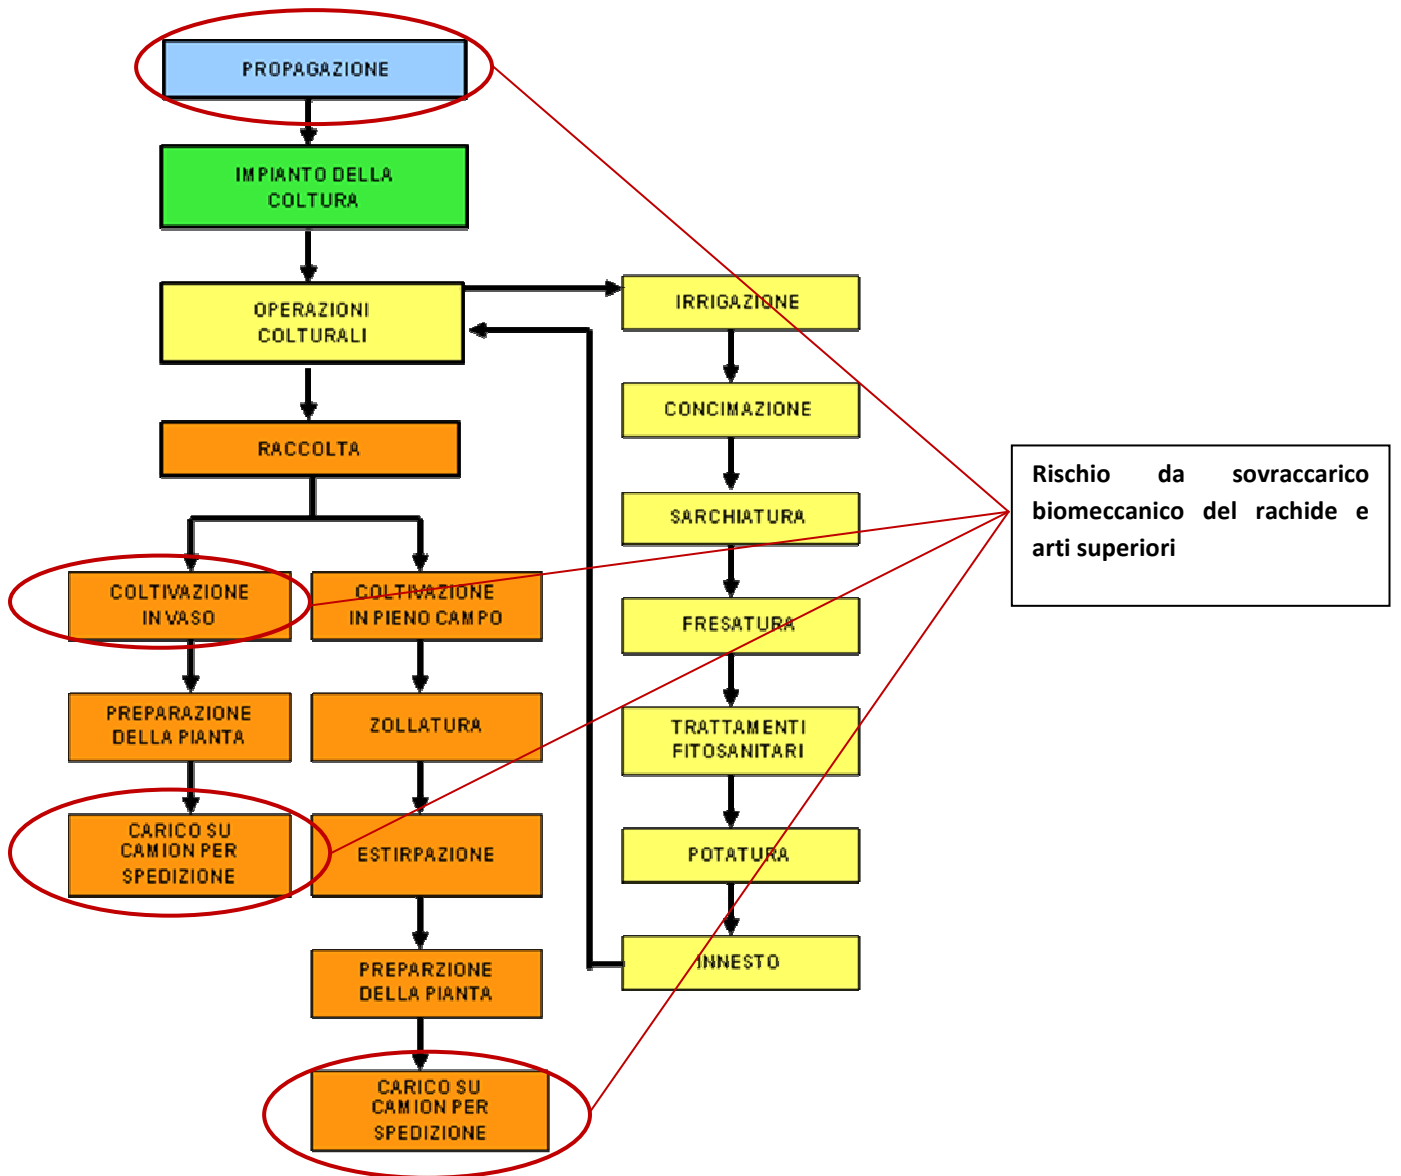 PROPAGAZIONE
IMPIANTO DELLA
COLTURA
OPERAZIONI
COLTURALI
RACCOLTA
COLTIVAZIONE
IN VASO
PREPARAZIONE
DELLA PIANTA
CARICO SU
CAMION PER
SPEDIZIONE
COLTIVAZIONE
IN PIENO CAMPO
ZOLLATURA
ESTIRPAZIONE
PREPARZIONE
DELLA PIANTA
CARICO SU
CAMION PER
SPEDIZIONE
IRRIGAZIONE
CONCIMAZIONE
SARCHIATURA
FRESATURA
TRATTAMENTI
FITOSANITARI
POTATURA
INNESTO
Rischio da sovraccarico
biomeccanico del rachide e
arti superiori